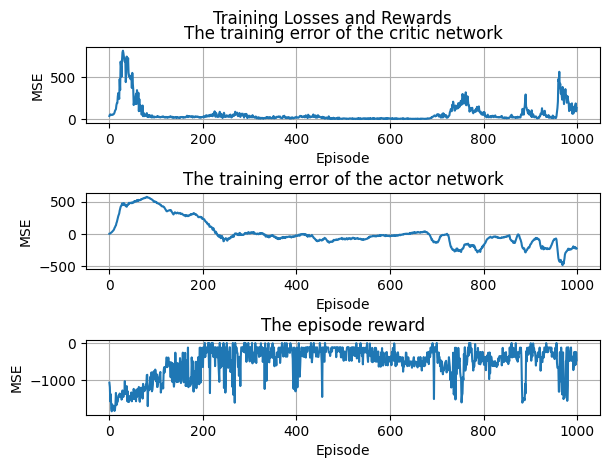 Training Losses and Rewards
The training error of the critic network
MSE
500
0
0 200 400 600 800 1000
Episode
The training error of the actor network
MSE
500
0
−500
0 200 400 600 800 1000
Episode
The episode reward
MSE
0
−1000
0 200 400 600 800 1000
Episode